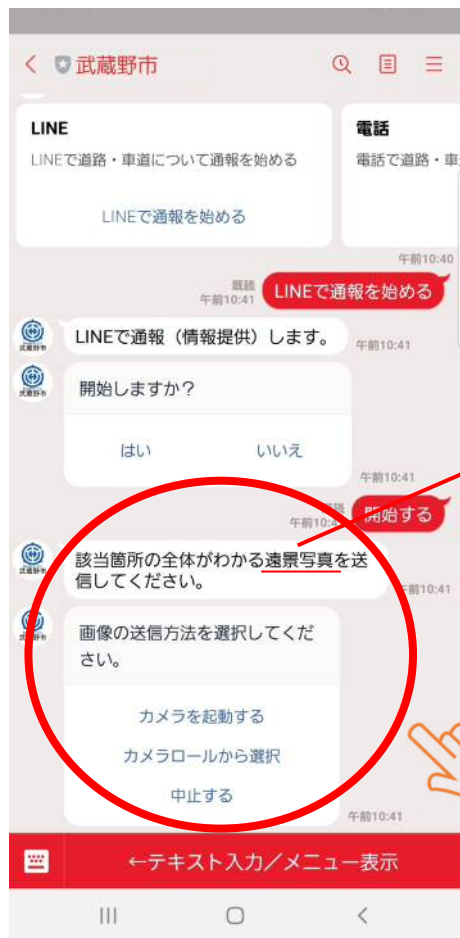 武蔵野市
LINE
LINEで道路・車道について通報を始める
LINEで通報を始める
電話
電話で道路・車
午前10:40
既読
午前10:41
LINEで通報を始める
LINEで通報（情報提供）します。
午前10:41
開始しますか？
はい
いいえ
午前10:41
開始する
該当箇所の全体がわかる遠景写真を送
信してください。
午前10:41
画像の送信方法を選択してくだ
さい。
カメラを起動する
カメラロールから選択
中止する
午前10:41
←テキスト入力／メニュー表示